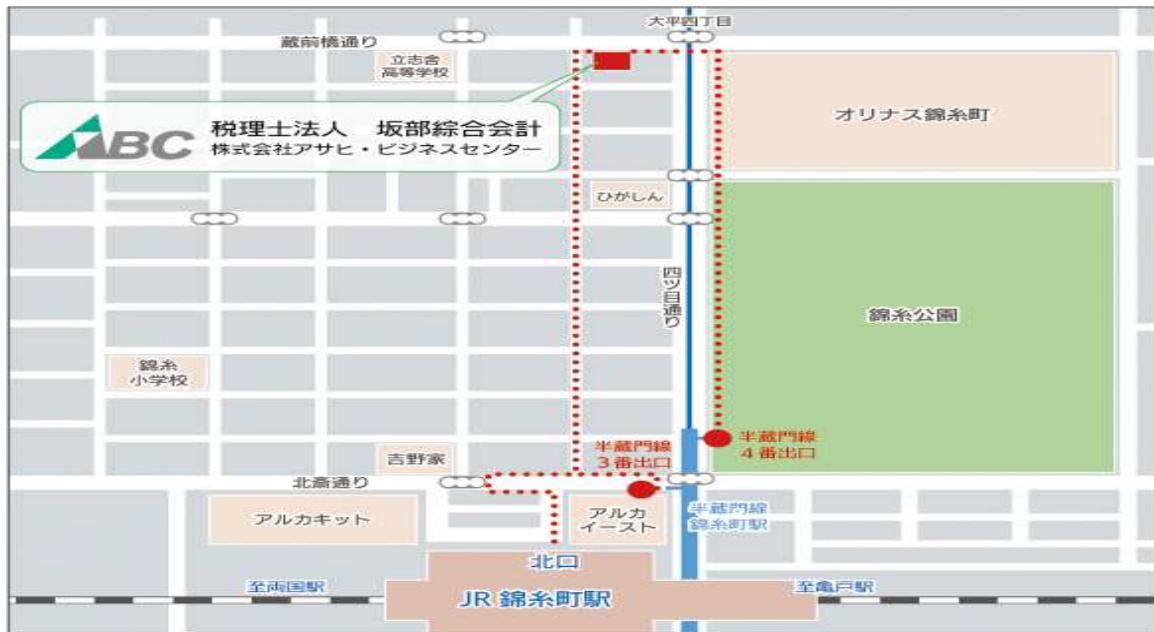 大平四丁目
蔵前橋通り
立志舎
高等学校
オリナス錦糸町
ABC
税理士法人　坂部綜合会計
株式会社アサヒ・ビジネスセンター
ひがしん
四ツ目通り
錦糸公園
錦糸
小学校
半蔵門線
3番出口
半蔵門線
4番出口
吉野家
北斎通り
アルカキット
アルカ
イースト
半蔵門線
錦糸町駅
北口
至両国駅
JR 錦糸町駅
至亀戸駅